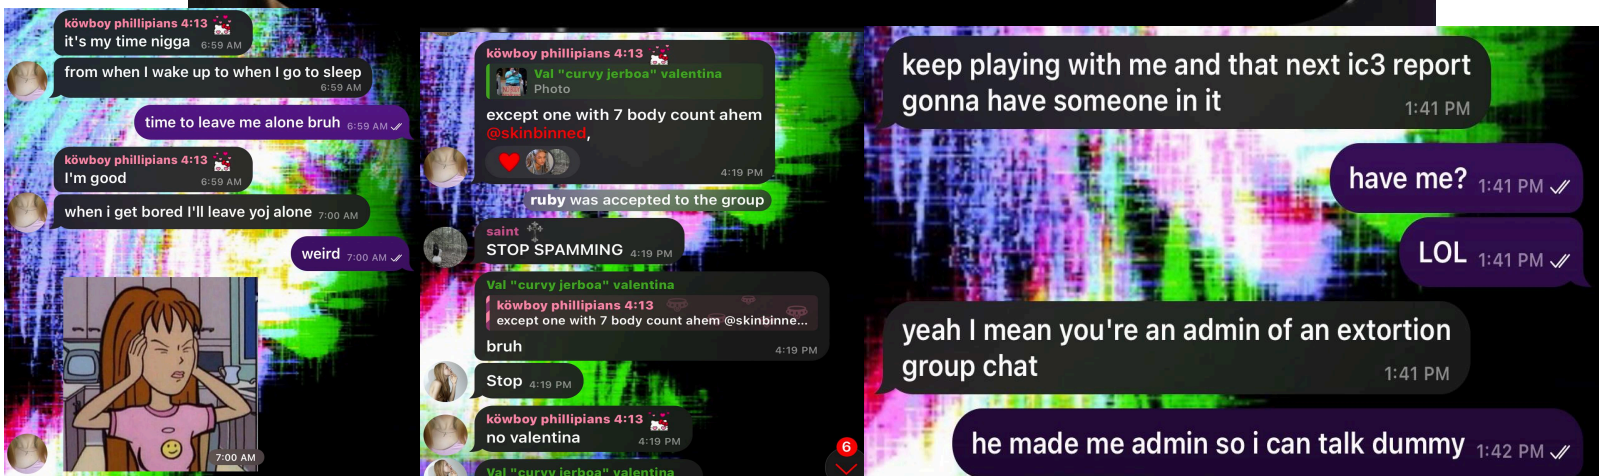 köwboy phillipians 4:13
it's my time nigga 6:59 AM
from when I wake up to when I go to sleep
6:59 AM
time to leave me alone bruh 6:59 AM
köwboy phillipians 4:13
I'm good 6:59 AM
when i get bored I'll leave yoj alone 7:00 AM
weird 7:00 AM
7:00 AM
köwboy phillipians 4:13
Val "curvy jerboa" valentina
Photo
except one with 7 body count ahem
@skinbinned,
4:19 PM
ruby was accepted to the group
saint
STOP SPAMMING 4:19 PM
Val "curvy jerboa" valentina
köwboy phillipians 4:13
except one with 7 body count ahem @skinbinne...
bruh
4:19 PM
Stop 4:19 PM
köwboy phillipians 4:13
no valentina 4:19 PM
6
Val "curvy jerboa" valentina
keep playing with me and that next ic3 report
gonna have someone in it 1:41 PM
have me? 1:41 PM
LOL 1:41 PM
yeah I mean you're an admin of an extortion
group chat 1:41 PM
he made me admin so i can talk dummy 1:42 PM